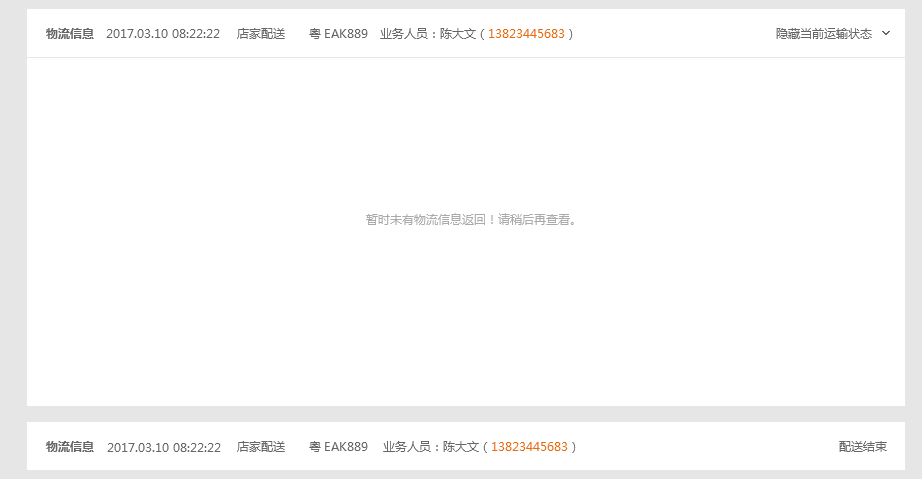 物流信息 2017.03.10 08:22:22 店家配送 粤 EAK889 业务人员：陈大文（13823445683） 隐藏当前运输状态
暂时未有物流信息返回！请稍后再查看。
物流信息 2017.03.10 08:22:22 店家配送 粤 EAK889 业务人员：陈大文（13823445683） 配送结束